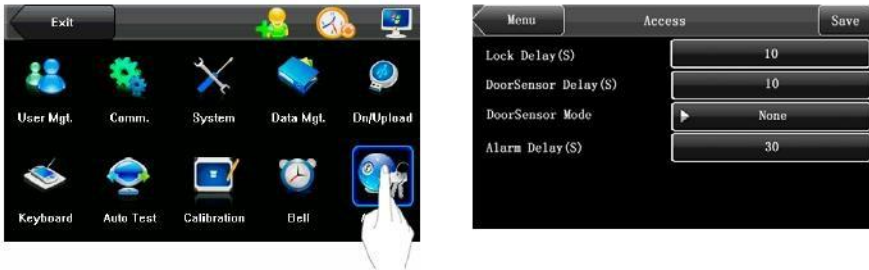 Exit
User Mgt.
Comm.
System
Data Mgt.
Dn/Upload
Keyboard
Auto Test
Calibration
Bell
Menu
Access
Save
Lock Delay(S)
10
DoorSensor Delay(S)
10
DoorSensor Mode
None
Alarm Delay(S)
30